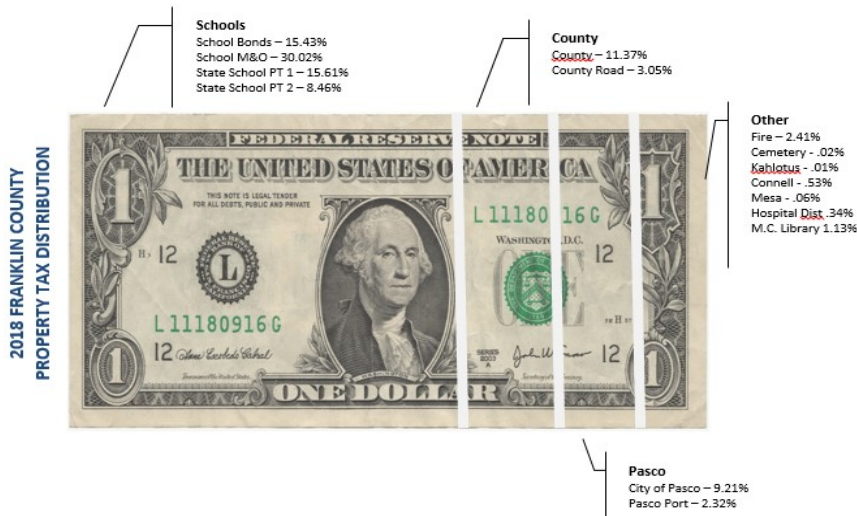 2018 FRANKLIN COUNTY
PROPERTY TAX DISTRIBUTION
Schools
School Bonds – 15.43%
School M&O – 30.02%
State School PT 1 – 15.61%
State School PT 2 – 8.46%
County
County – 11.37%
County Road – 3.05%
Other
Fire – 2.41%
Cemetery - .02%
Kahlotus - .01%
Connell - .53%
Mesa - .06%
Hospital Dist .34%
M.C. Library 1.13%
FEDERAL RESERVE NOTE
THE UNITED STATES OF AMERICA
1
1
THIS NOTE IS LEGAL TENDER
FOR ALL DEBTS, PUBLIC AND PRIVATE
L 11180 16 G
WASHINGTON, D.C.
12
12
L
ONE
L 11180916 G
12
SERIES
2003
A
12
1
1
ONE DOLLAR
Pasco
City of Pasco – 9.21%
Pasco Port – 2.32%